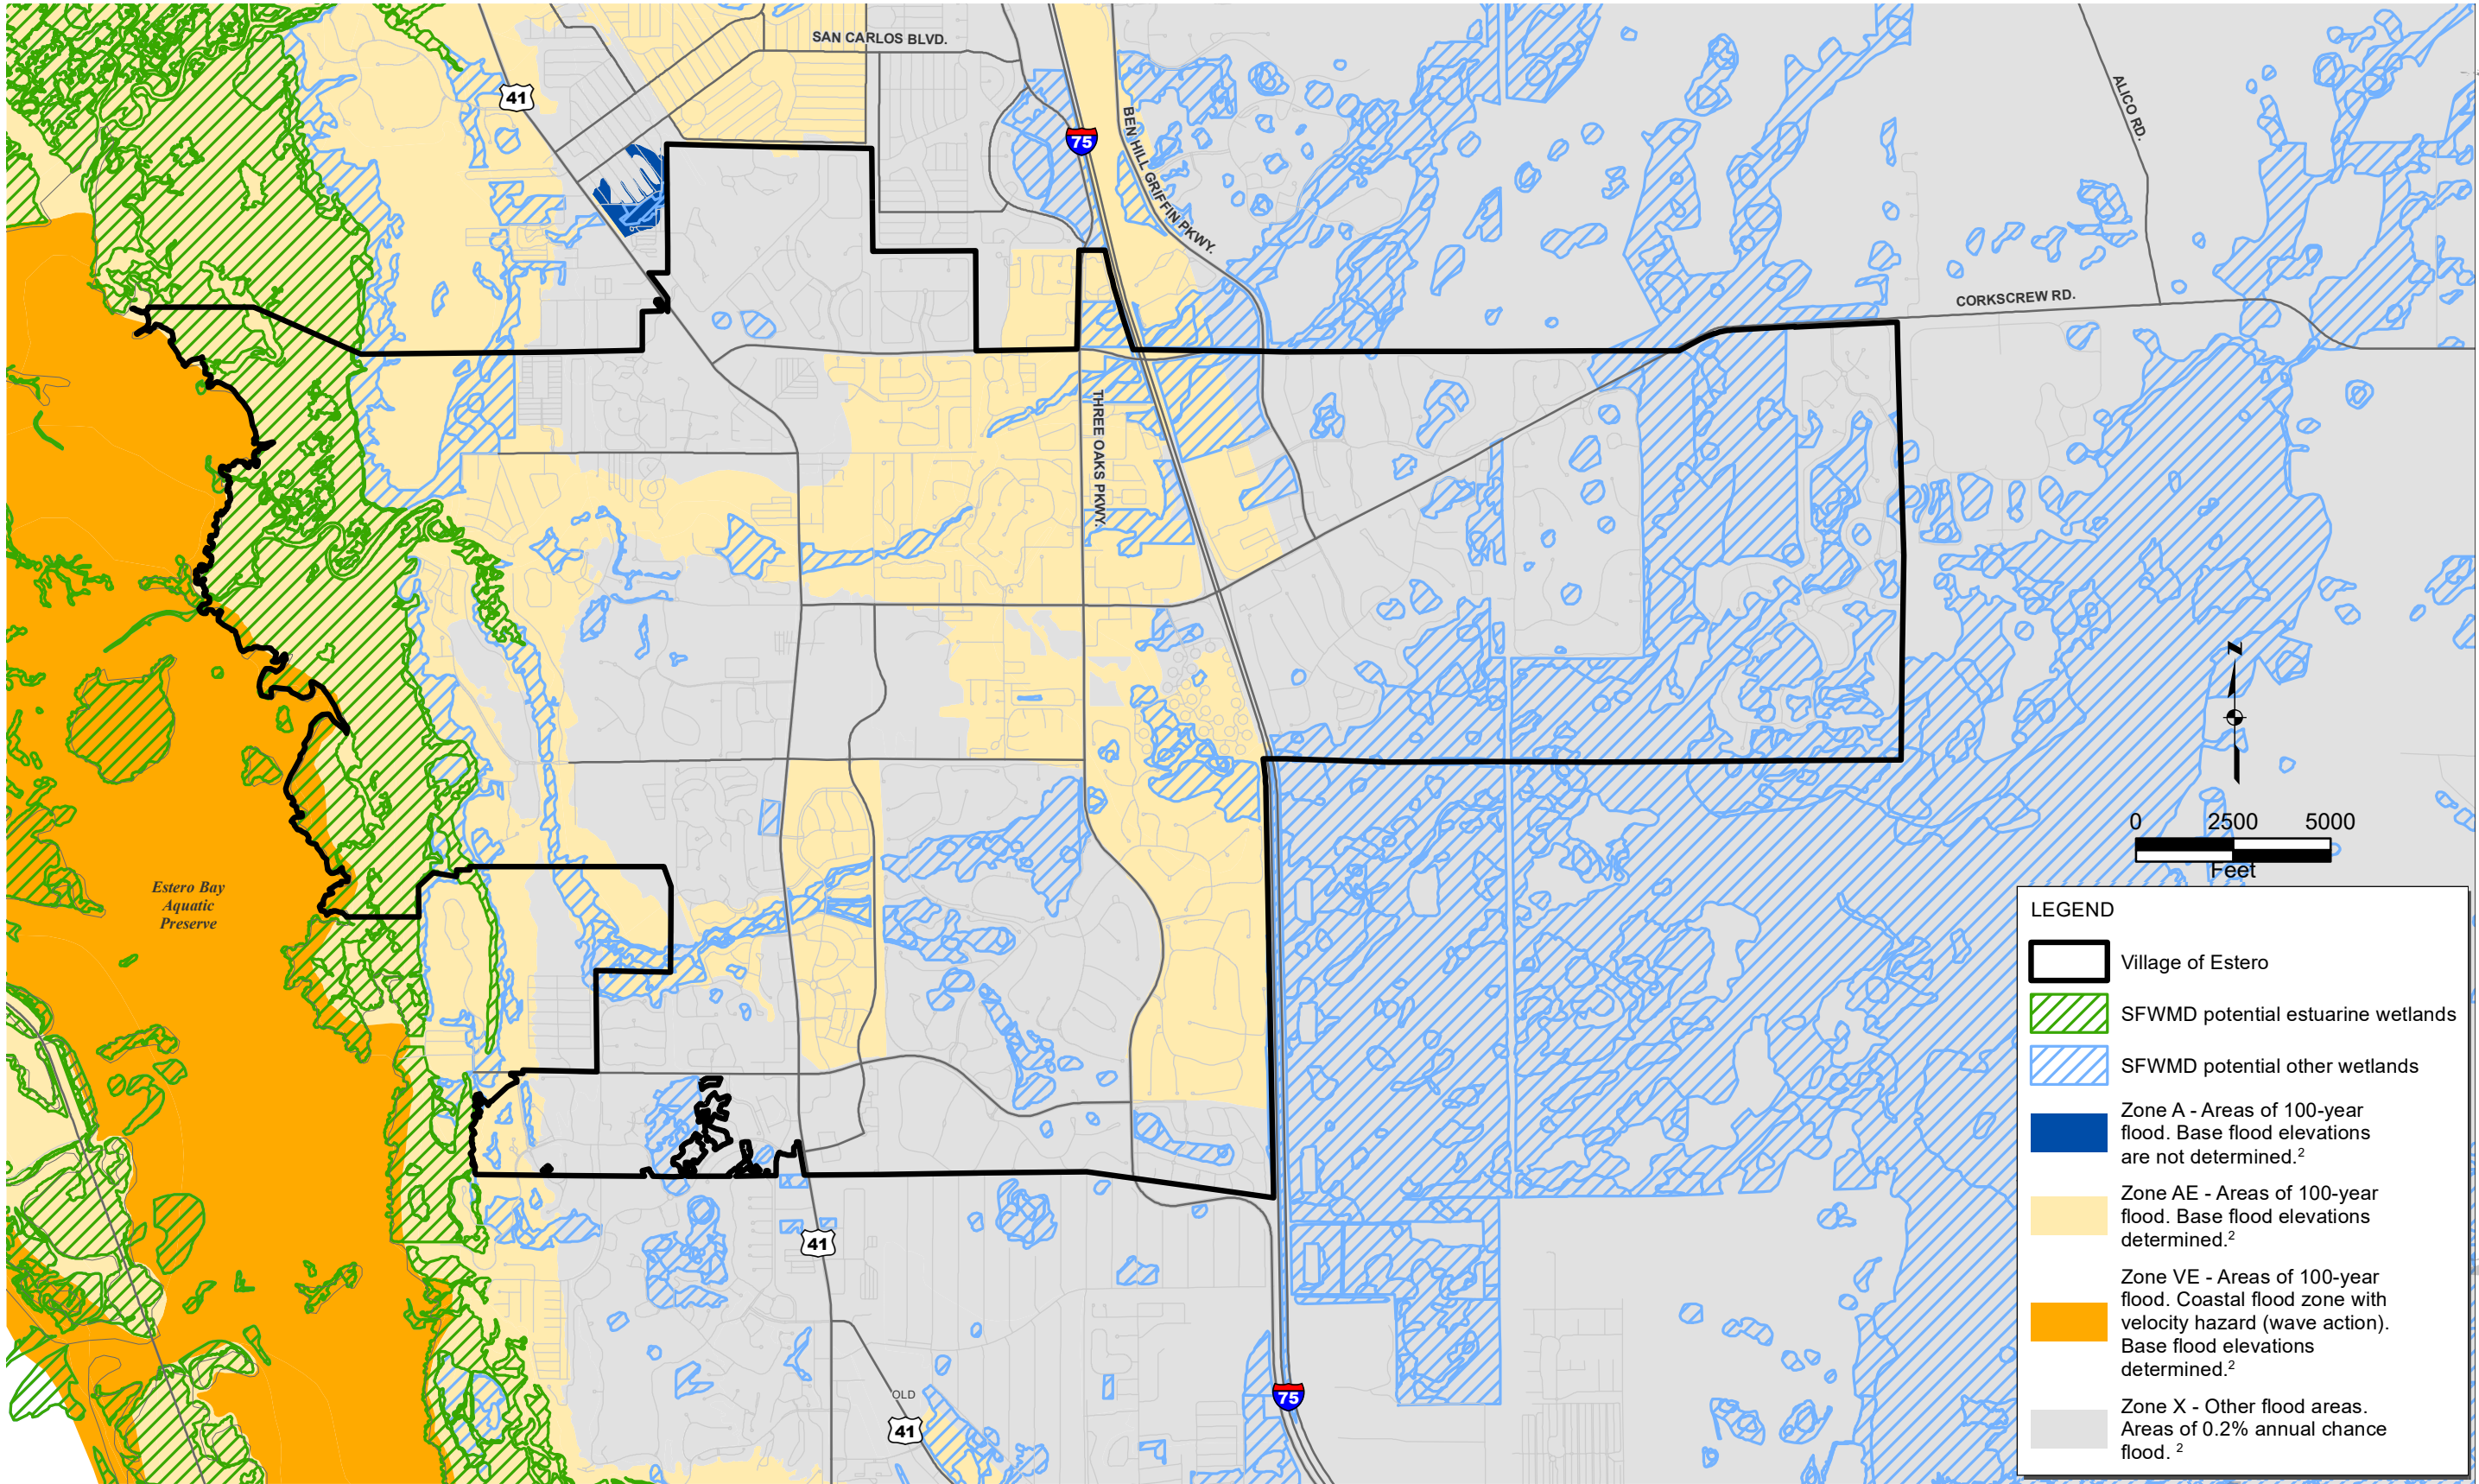 SAN CARLOS BLVD.
41
75
BEN HILL GRIFFIN PKWY.
ALICO RD.
CORKSCREW RD.
THREE OAKS PKWY.
N
0 2500 5000
Feet
Estero Bay
Aquatic
Preserve
41
OLD
41
75
LEGEND
Village of Estero
SFWMD potential estuarine wetlands
SFWMD potential other wetlands
Zone A - Areas of 100-year
flood. Base flood elevations
are not determined.2
Zone AE - Areas of 100-year
flood. Base flood elevations
determined.2
Zone VE - Areas of 100-year
flood. Coastal flood zone with
velocity hazard (wave action).
Base flood elevations
determined.2
Zone X - Other flood areas.
Areas of 0.2% annual chance
flood. 2